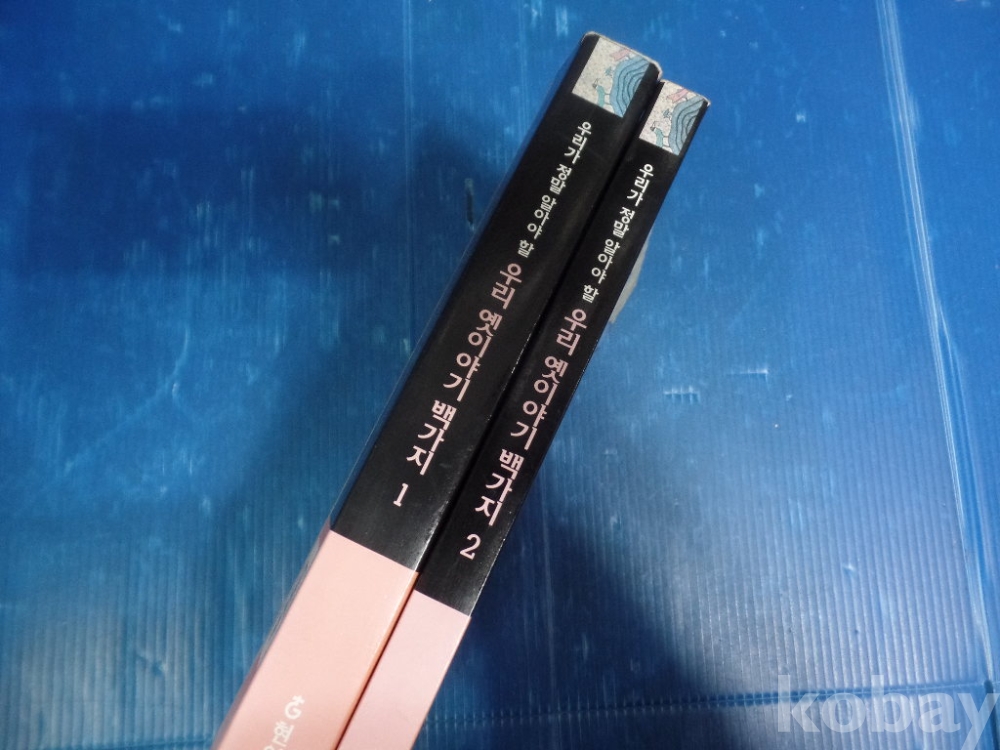 우리가 정말 알아야 할 우리 옛이야기 백가지 1
우리가 정말 알아야 할 우리 옛이야기 백가지 2
현
kobay